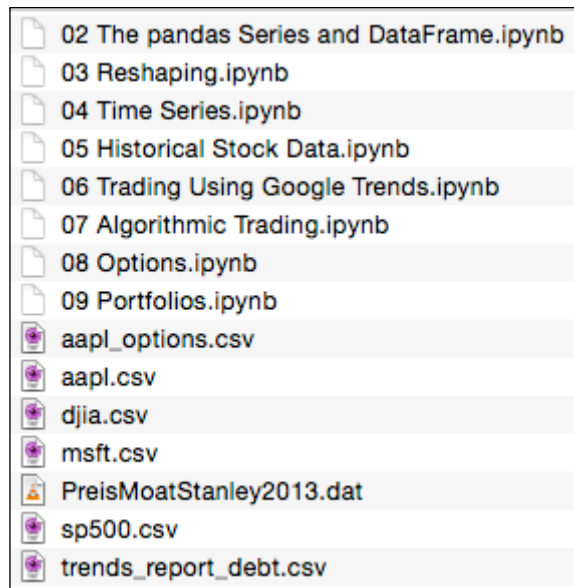 02 The pandas Series and DataFrame.ipynb
03 Reshaping.ipynb
04 Time Series.ipynb
05 Historical Stock Data.ipynb
06 Trading Using Google Trends.ipynb
07 Algorithmic Trading.ipynb
08 Options.ipynb
09 Portfolios.ipynb
aapl_options.csv
aapl.csv
djia.csv
msft.csv
PreisMoatStanley2013.dat
sp500.csv
trends_report_debt.csv